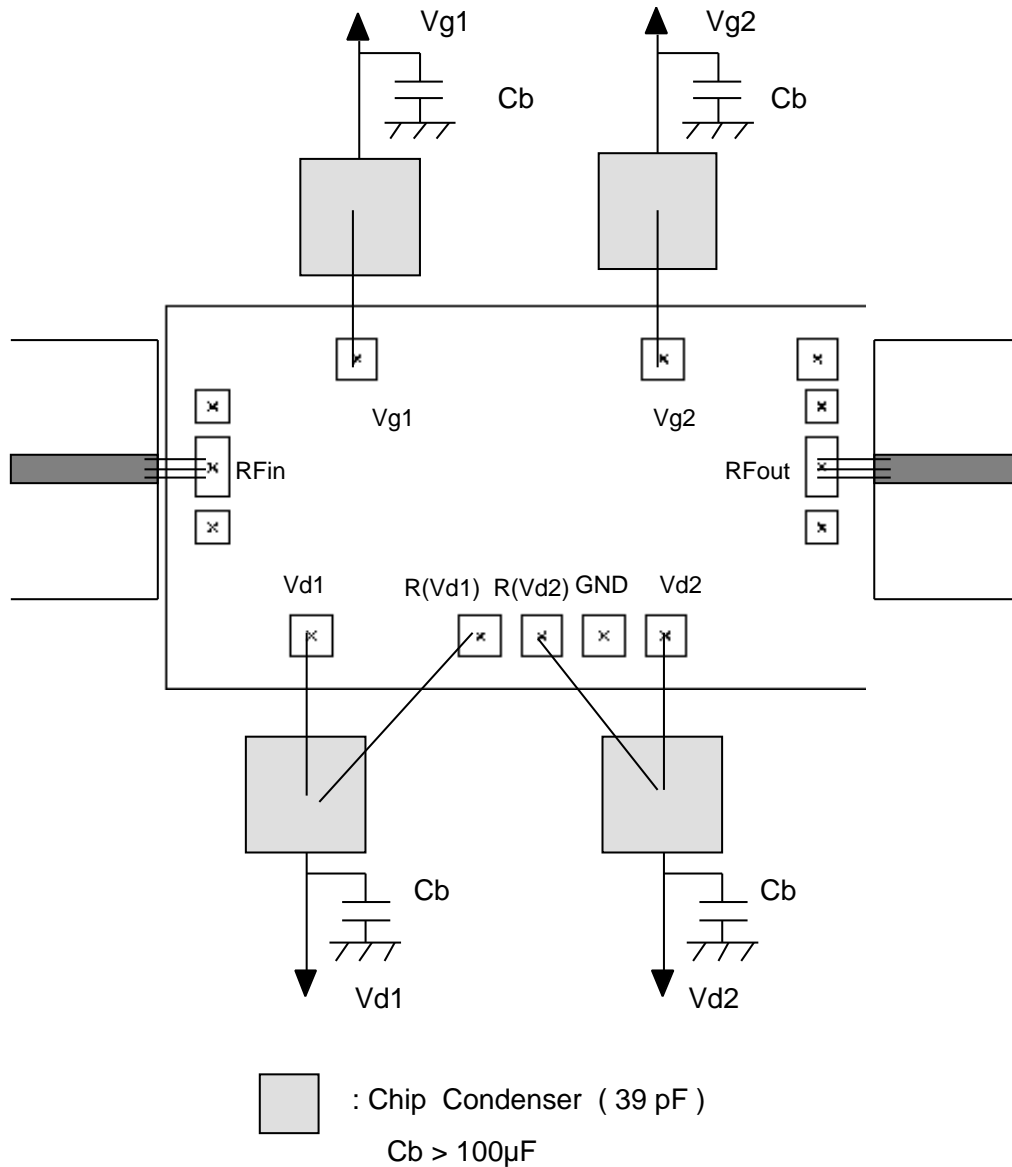 Vg1 Vg2
Cb Cb
Vg1 Vg2
RFin RFout
Vd1 R(Vd1) R(Vd2) GND Vd2
Cb Cb
Vd1 Vd2
: Chip Condenser ( 39 pF )
Cb > 100µF